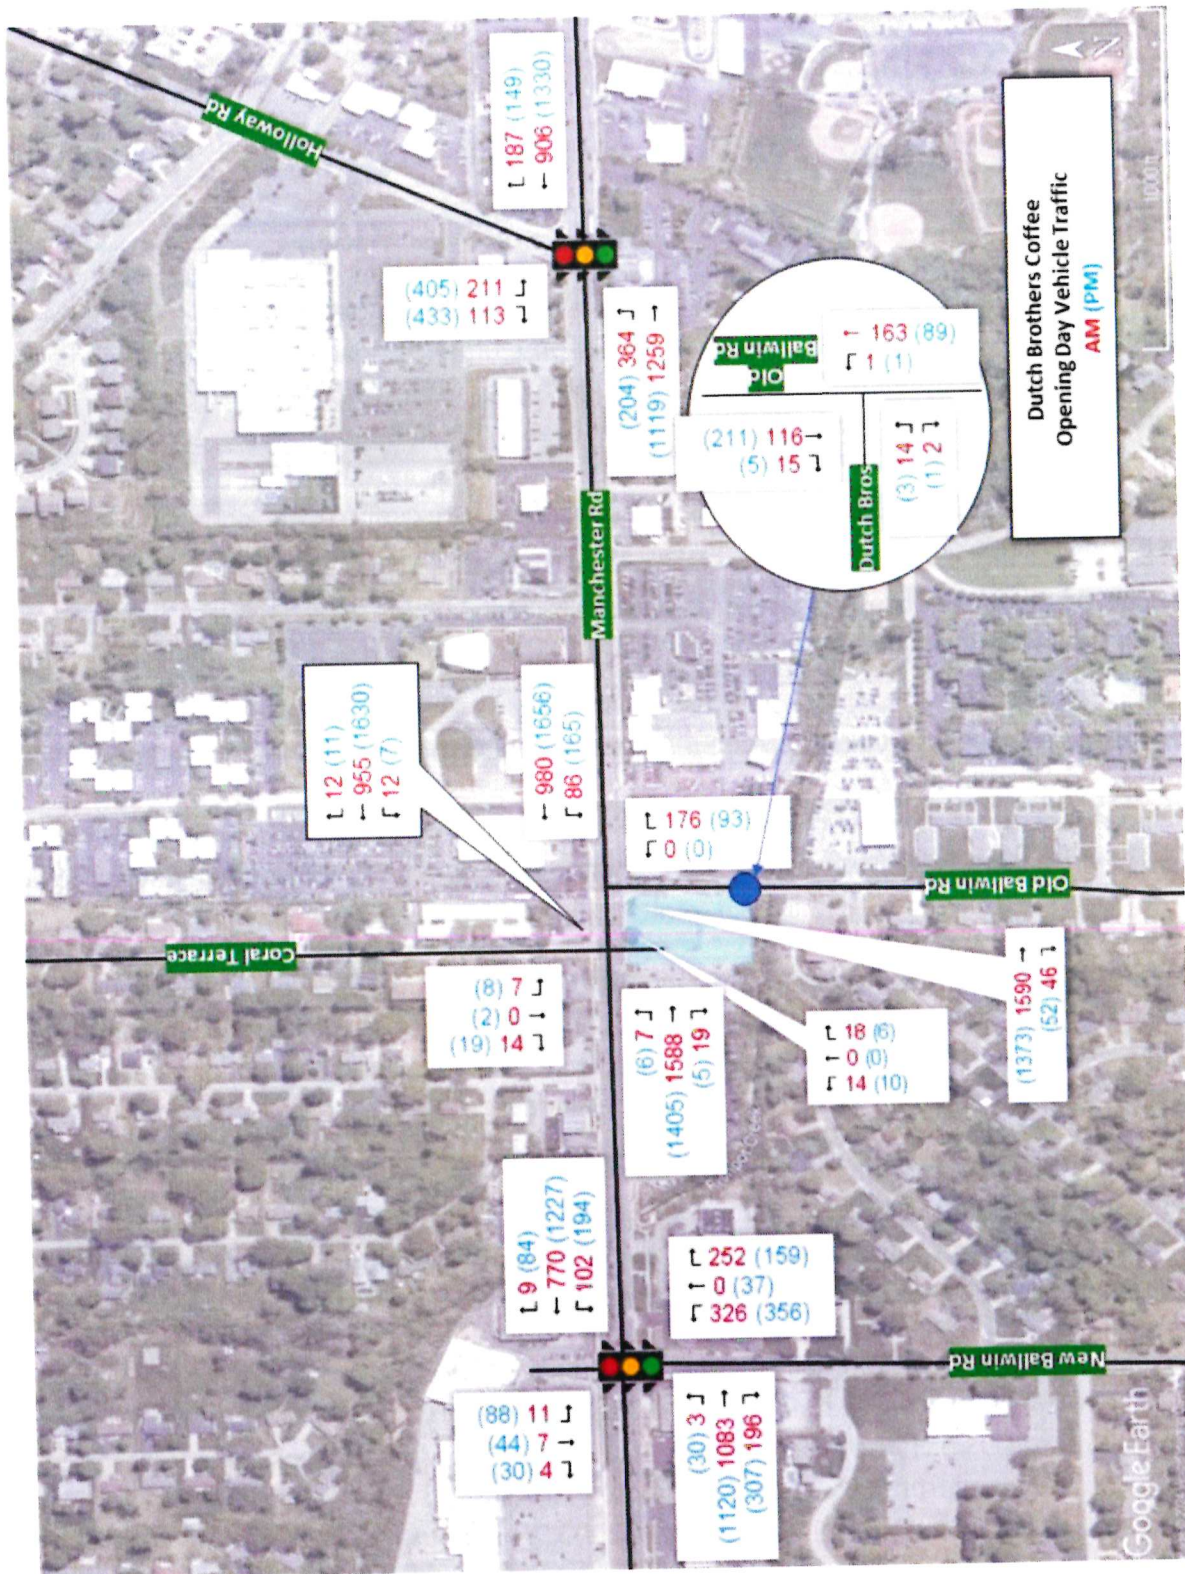 Holloway Rd
↱ 187 (149)
← 906 (1330)
(405) 211
(433) 113
(204) 364
(1119) 1259 →
Manchester Rd
12 (11)
← 955 (1630)
12 (7)
← 980 (1656)
86 (165)
176 (93)
0 (0)
Old
Ballwin Rd
(211) 116
(5) 15
163 (89)
1 (1)
Dutch Bros
(3) 14
(1) 2
Coral Terrace
(8) 7
(2) 0
(19) 14
(6) 7
(1405) 1588 →
(5) 19
18 (6)
0 (0)
14 (10)
Old Ballwin Rd
(1373) 1590 →
(52) 46
9 (84)
← 770 (1227)
102 (194)
252 (159)
0 (37)
326 (356)
(88) 11
(44) 7
(30) 4
(30) 3
(1120) 1083 →
(307) 196
New Ballwin Rd
Dutch Brothers Coffee
Opening Day Vehicle Traffic
AM (PM)
N
1000 ft
Google Earth